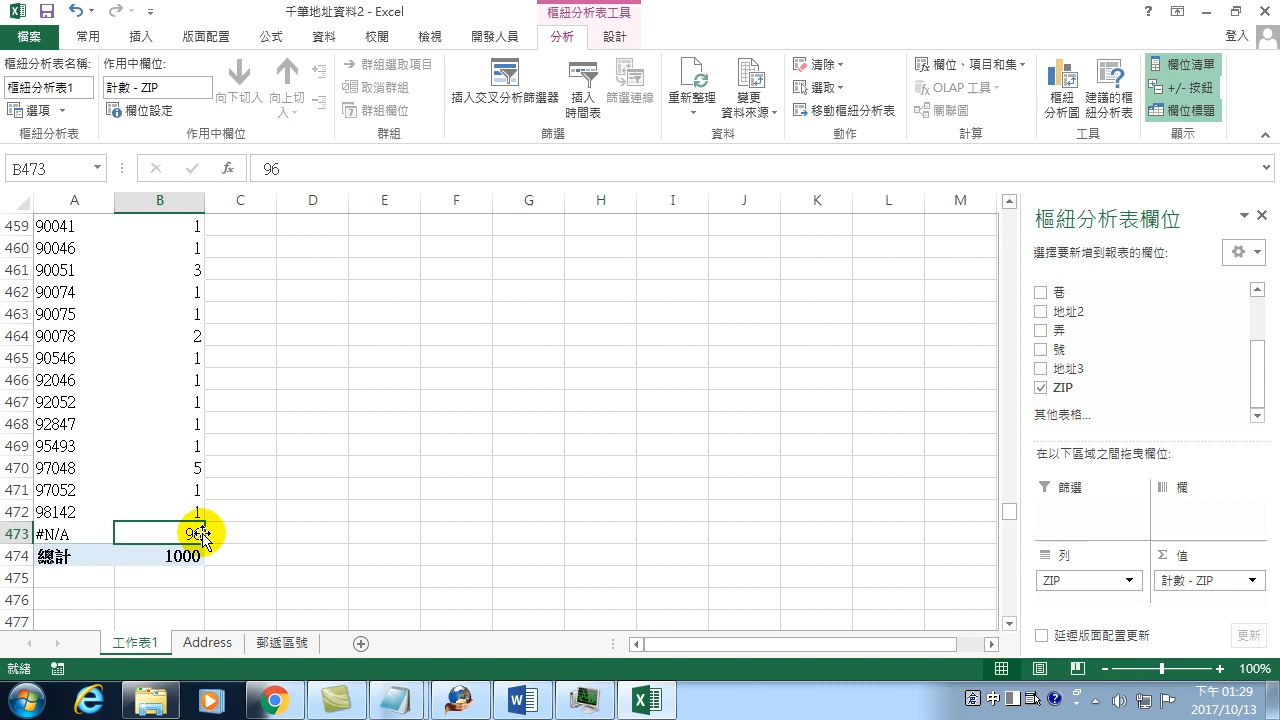 千筆地址資料2 - Excel
樞紐分析表工具
?
檔案 常用 插入 版面配置 公式 資料 校閱 檢視 開發人員 分析 設計 登入
樞紐分析表名稱:
樞紐分析表1
選項
樞紐分析表
作用中欄位:
計數 - ZIP
欄位設定
向下切入
向上切入
作用中欄位
群組選取項目
取消群組
群組欄位
群組
插入交叉分析篩選器
插入時間表
篩選連線
篩選
重新整理
變更資料來源
資料
清除
選取
移動樞紐分析表
動作
欄位、項目和集
OLAP 工具
關聯圖
計算
樞紐分析圖
建議的樞紐分析表
工具
欄位清單
+/- 按鈕
欄位標題
顯示
B473 fx 96
A B C D E F G H I J K L M
459 90041 1
460 90046 1
461 90051 3
462 90074 1
463 90075 1
464 90078 2
465 90546 1
466 92046 1
467 92052 1
468 92847 1
469 95493 1
470 97048 5
471 97052 1
472 98142 1
473 #N/A 96
474 總計 1000
475
476
477
樞紐分析表欄位
選擇要新增到報表的欄位:
巷
地址2
弄
號
地址3
ZIP
其他表格...
在以下區域之間拖曳欄位:
篩選 欄
列 Σ 值
ZIP 計數 - ZIP
延遲版面配置更新 更新
工作表1 Address 郵遞區號
就緒 100%
中
下午 01:29
2017/10/13